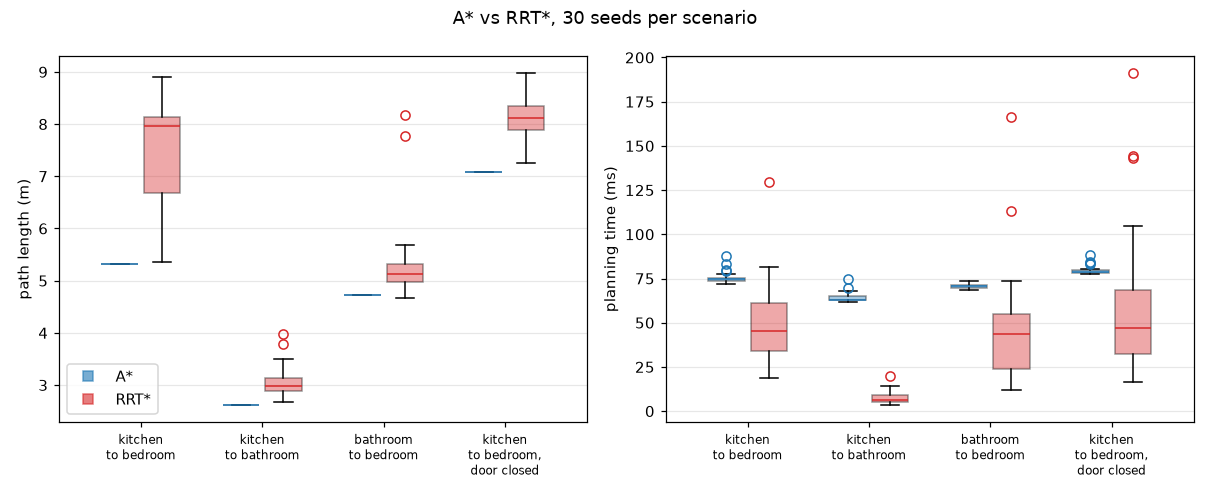 A* vs RRT*, 30 seeds per scenario
path length (m)
9
8
7
6
5
4
3
A*
RRT*
kitchen
to bedroom
kitchen
to bathroom
bathroom
to bedroom
kitchen
to bedroom,
door closed
planning time (ms)
200
175
150
125
100
75
50
25
0
kitchen
to bedroom
kitchen
to bathroom
bathroom
to bedroom
kitchen
to bedroom,
door closed